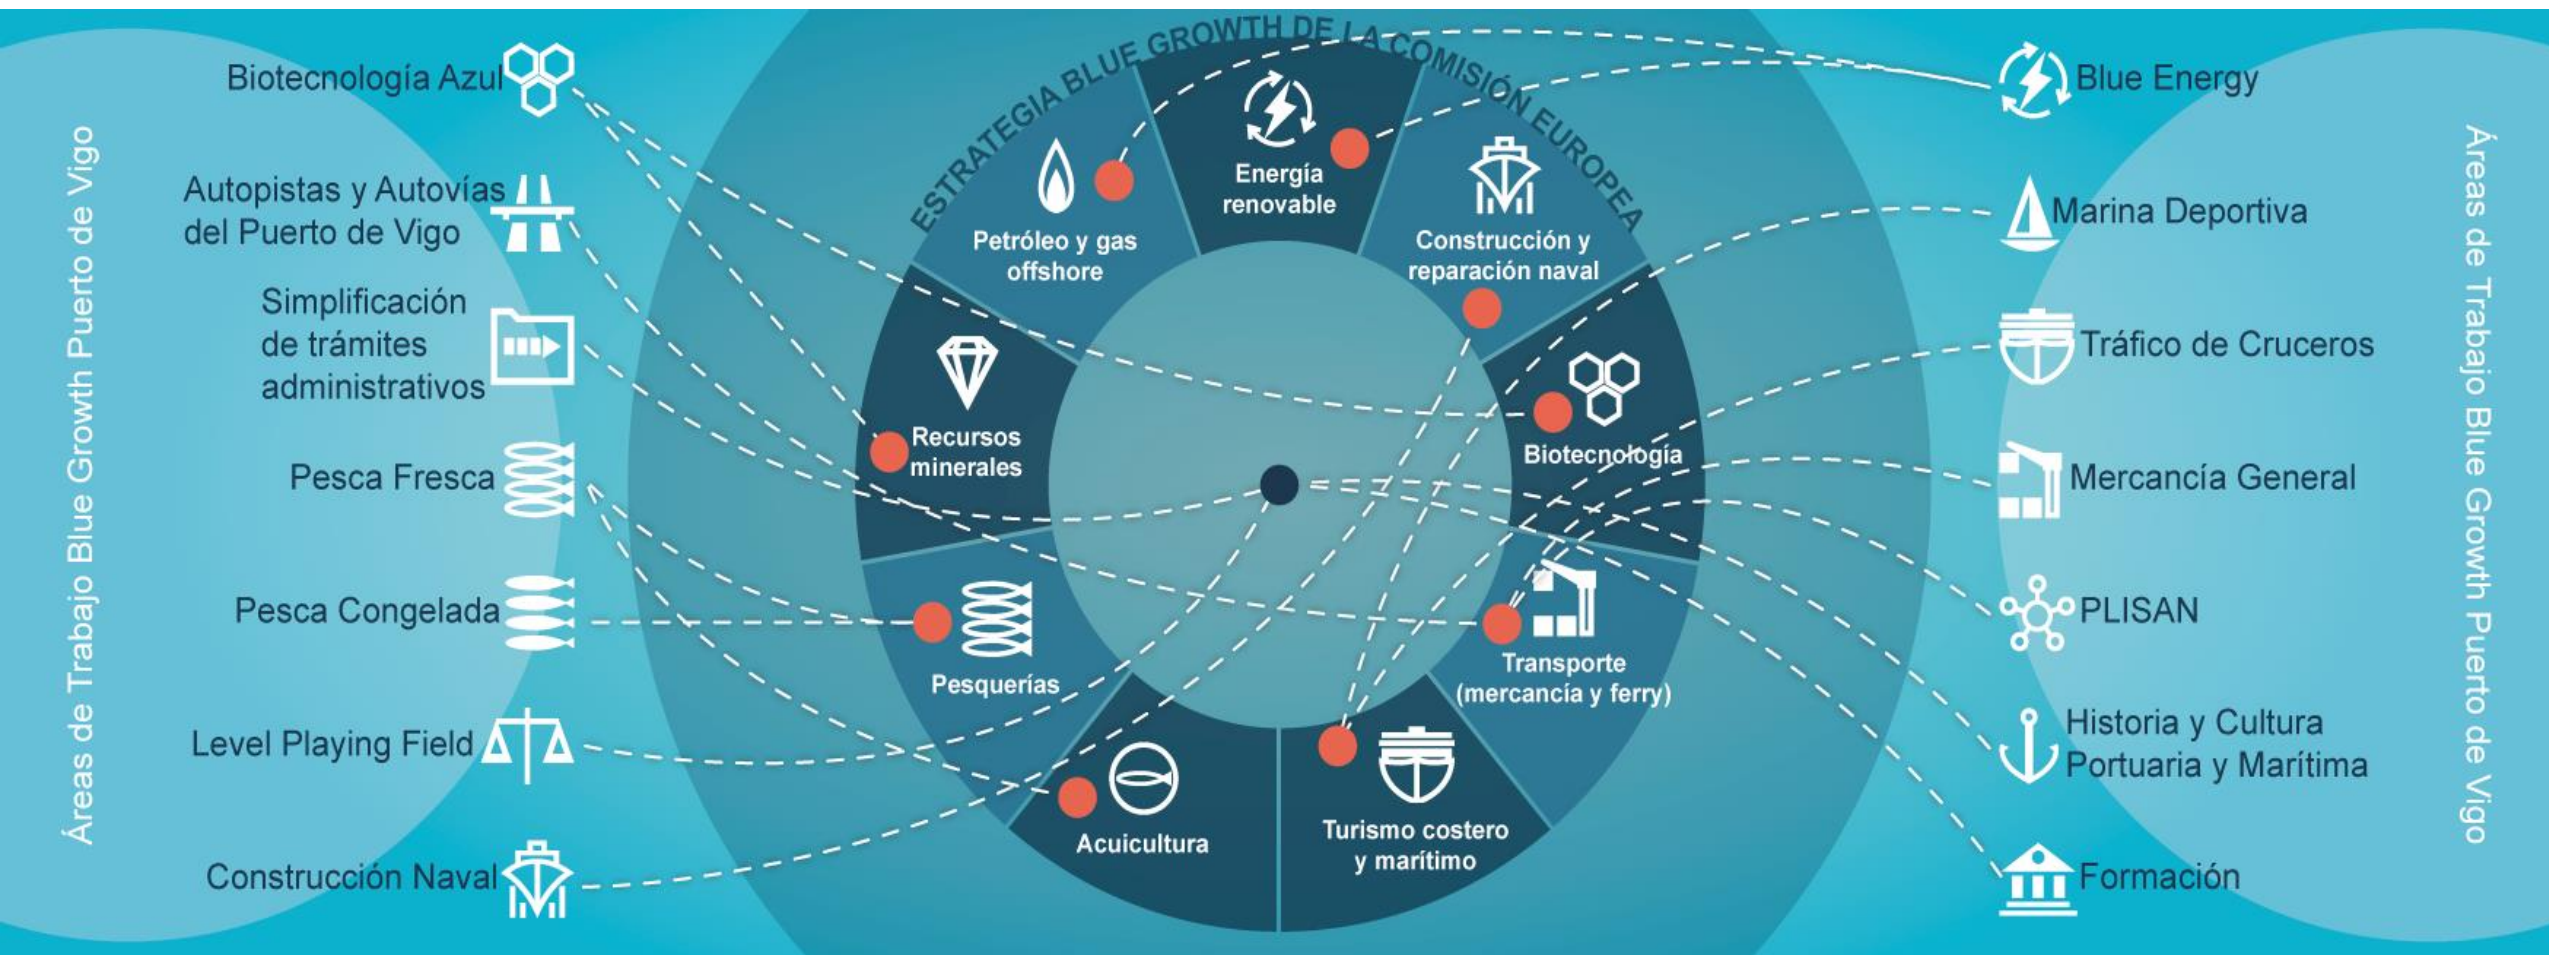 Áreas de Trabajo Blue Growth Puerto de Vigo
Biotecnología Azul
Autopistas y Autovías
del Puerto de Vigo
Simplificación
de trámites
administrativos
Pesca Fresca
Pesca Congelada
Level Playing Field
Construcción Naval
ESTRATEGIA BLUE GROWTH DE LA COMISIÓN EUROPEA
Energía
renovable
Petróleo y gas
offshore
Construcción y
reparación naval
Recursos
minerales
Biotecnología
Pesquerías
Transporte
(mercancía y ferry)
Acuicultura
Turismo costero
y marítimo
Blue Energy
Marina Deportiva
Tráfico de Cruceros
Mercancía General
PLISAN
Historia y Cultura
Portuaria y Marítima
Formación
Áreas de Trabajo Blue Growth Puerto de Vigo